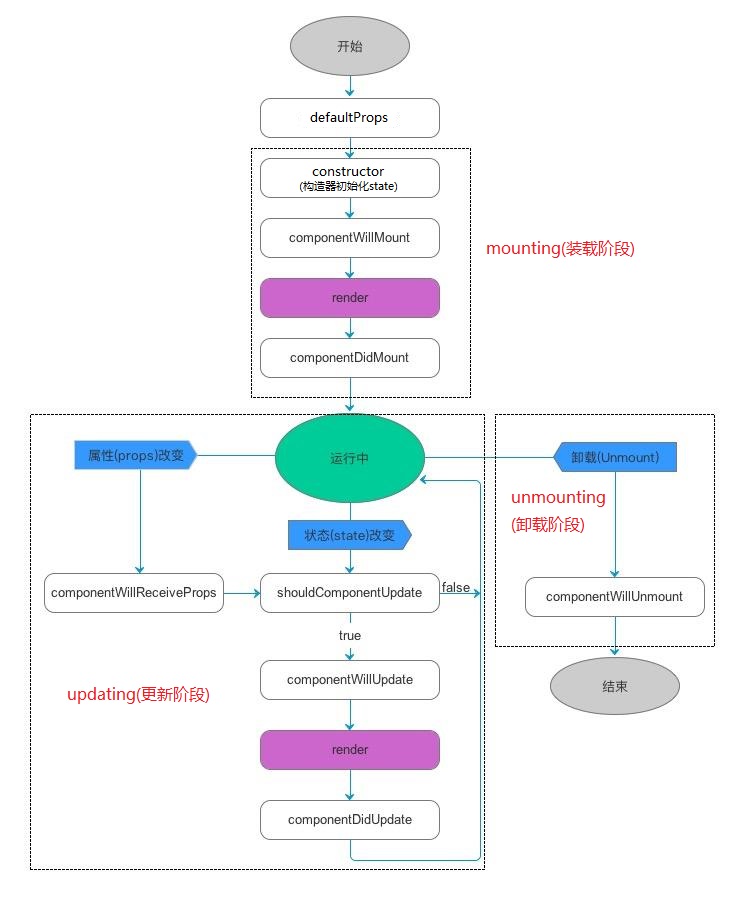 开始
defaultProps
constructor
(构造器初始化state)
componentWillMount
mounting(装载阶段)
render
componentDidMount
属性(props)改变
运行中
卸载(Unmount)
unmounting
(卸载阶段)
状态(state)改变
componentWillReceiveProps
shouldComponentUpdate
false
componentWillUnmount
true
componentWillUpdate
updating(更新阶段)
结束
render
componentDidUpdate